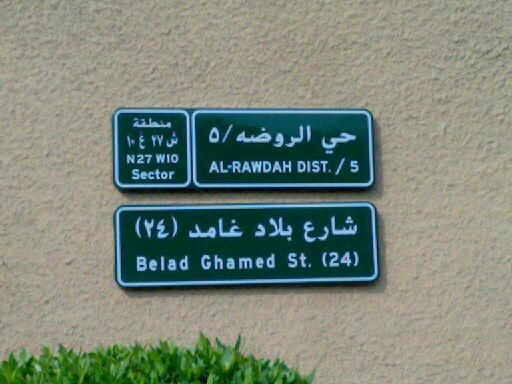 منطقة
ش ٢٧ غ ١٠
N27 W10
Sector
حي الروضه/٥
AL-RAWDAH DIST. / 5
شارع بلاد غامد (٢٤)
Belad Ghamed St. (24)